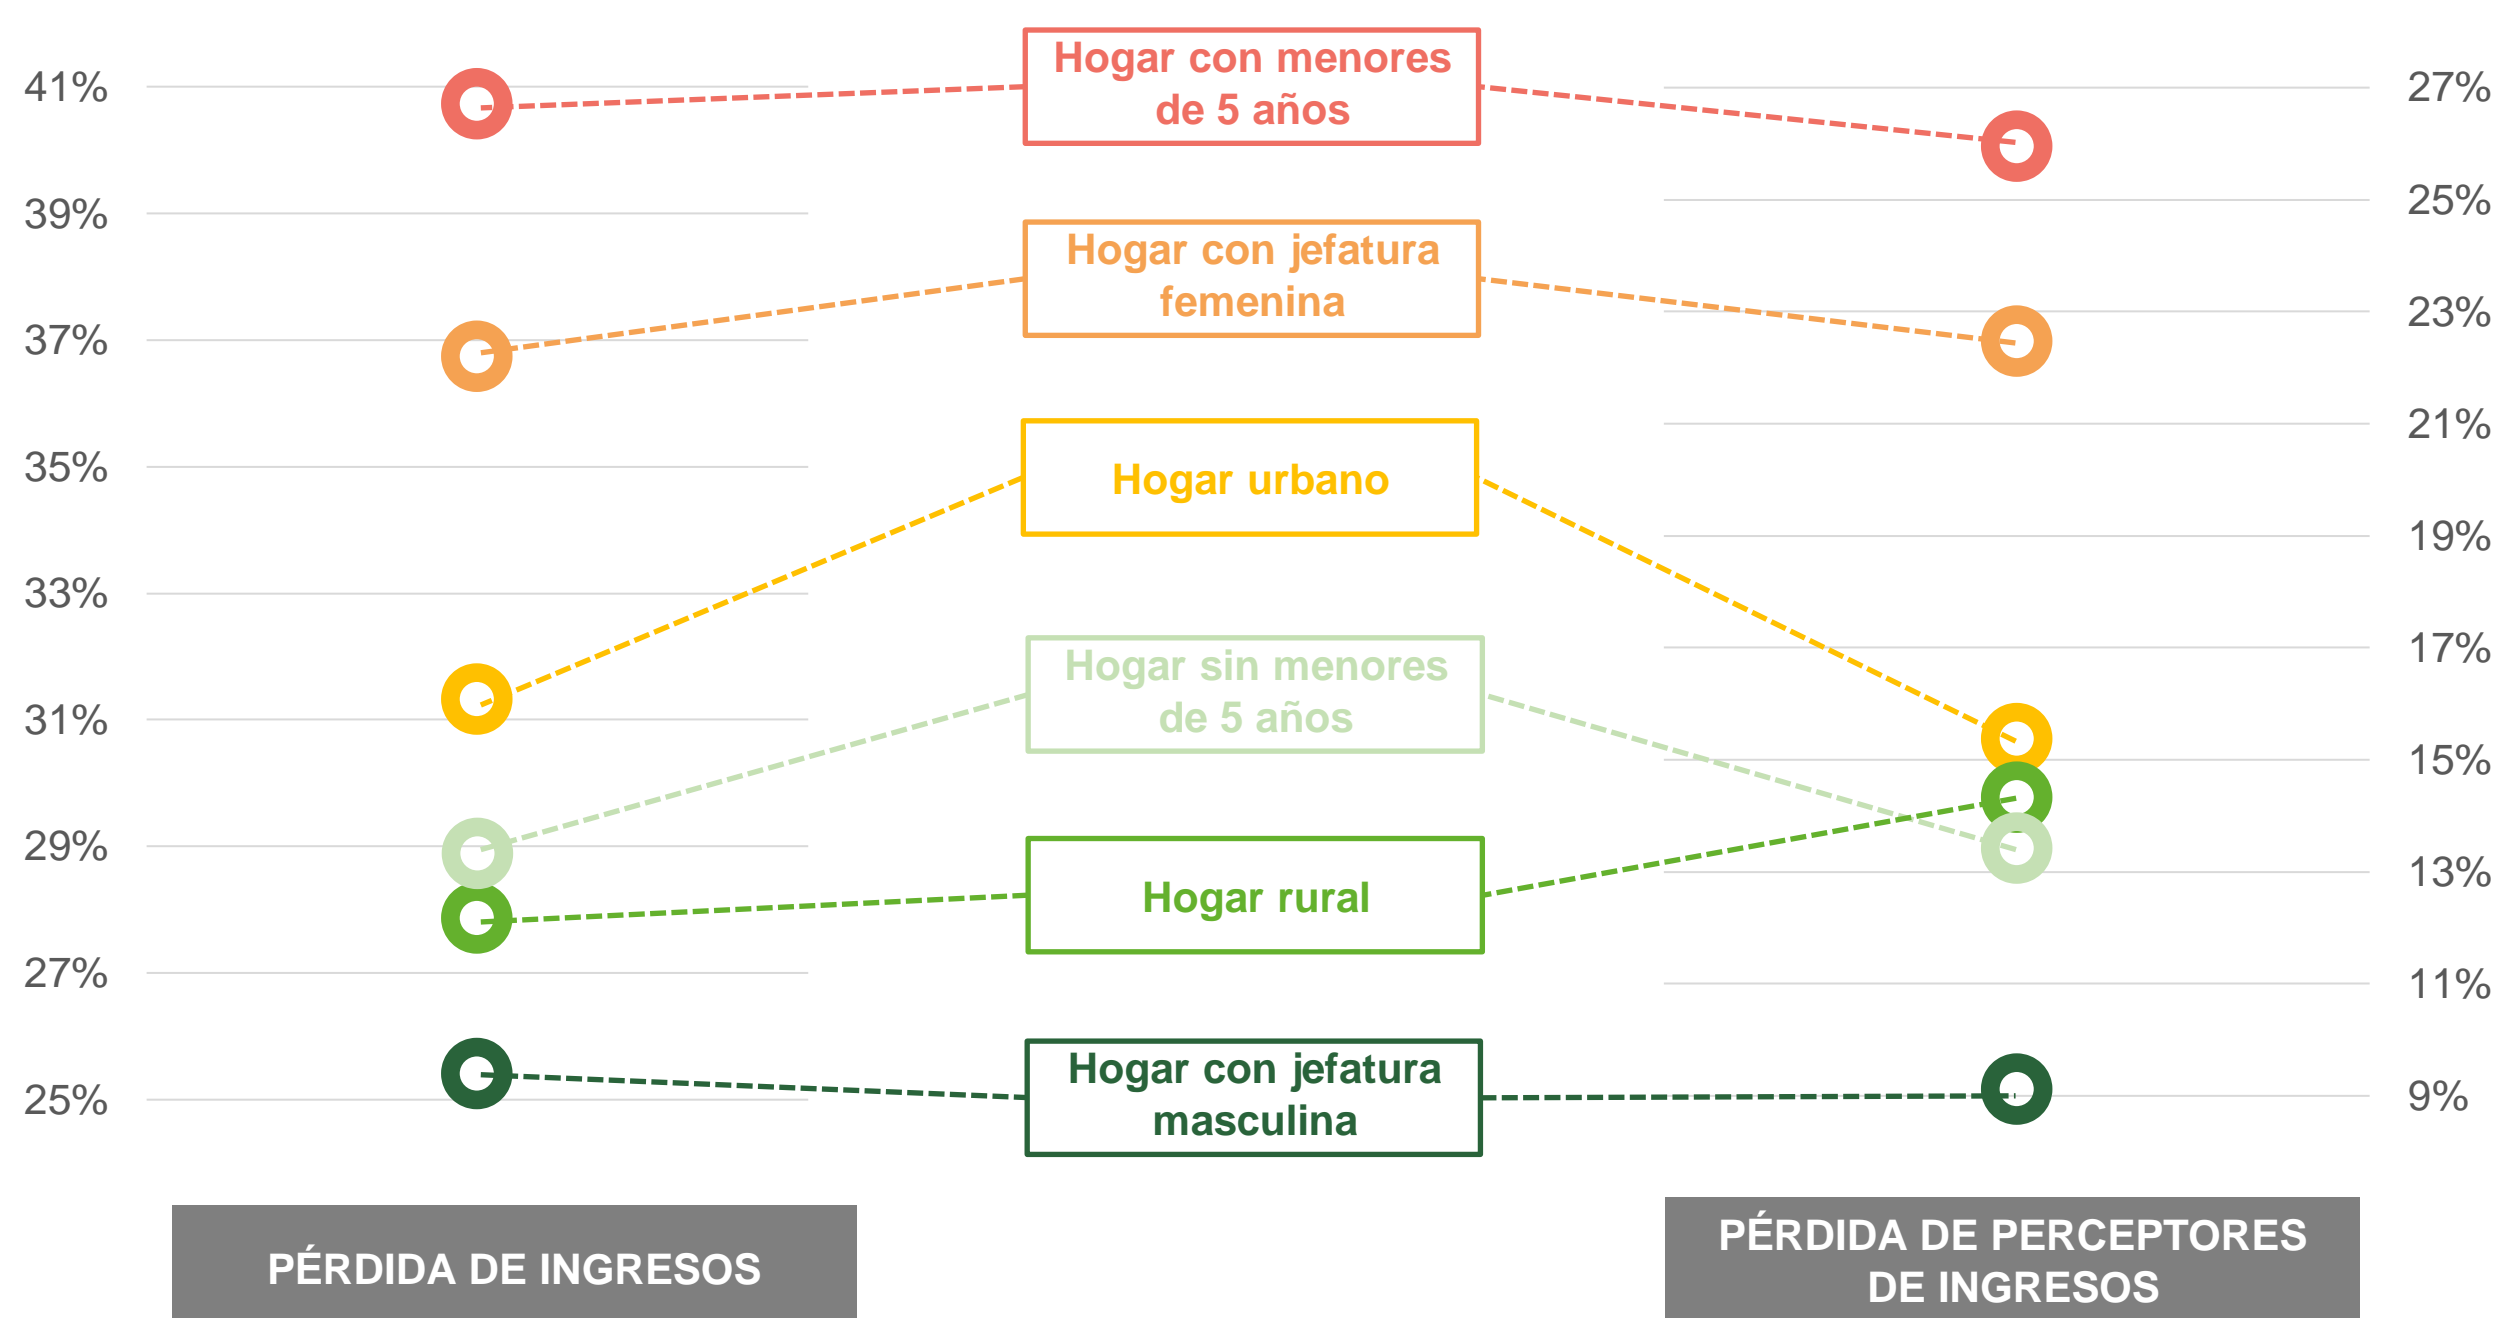 41%
39%
37%
35%
33%
31%
29%
27%
25%
Hogar con menores
de 5 años
Hogar con jefatura
femenina
Hogar urbano
Hogar sin menores
de 5 años
Hogar rural
Hogar con jefatura
masculina
27%
25%
23%
21%
19%
17%
15%
13%
11%
9%
PÉRDIDA DE INGRESOS
PÉRDIDA DE PERCEPTORES
DE INGRESOS